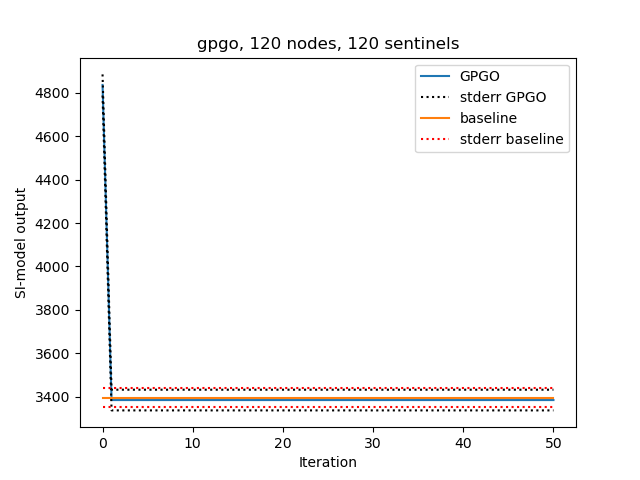 gpgo, 120 nodes, 120 sentinels
GPGO
stderr GPGO
baseline
stderr baseline
SI-model output
4800
4600
4400
4200
4000
3800
3600
3400
0 10 20 30 40 50
Iteration